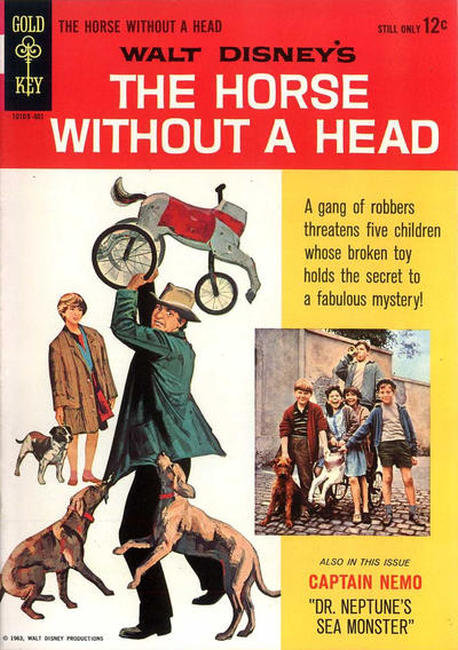 GOLD
KEY
10109-401
THE HORSE WITHOUT A HEAD
STILL ONLY 12¢
WALT DISNEY'S
THE HORSE
WITHOUT A HEAD
A gang of robbers
threatens five children
whose broken toy
holds the secret to
a fabulous mystery!
ALSO IN THIS ISSUE
CAPTAIN NEMO
"DR. NEPTUNE'S
SEA MONSTER"
© 1963, WALT DISNEY PRODUCTIONS